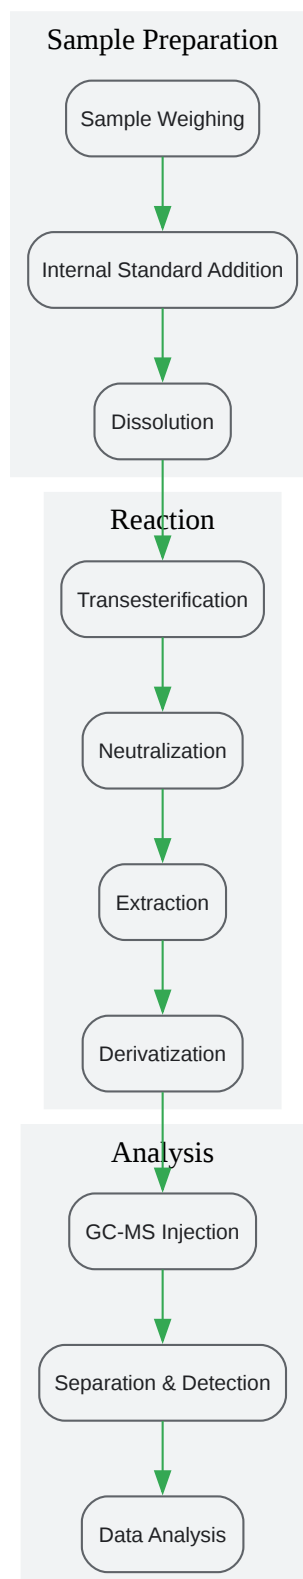 Sample Preparation
Sample Weighing
Internal Standard Addition
Dissolution
Reaction
Transesterification
Neutralization
Extraction
Derivatization
Analysis
GC-MS Injection
Separation & Detection
Data Analysis